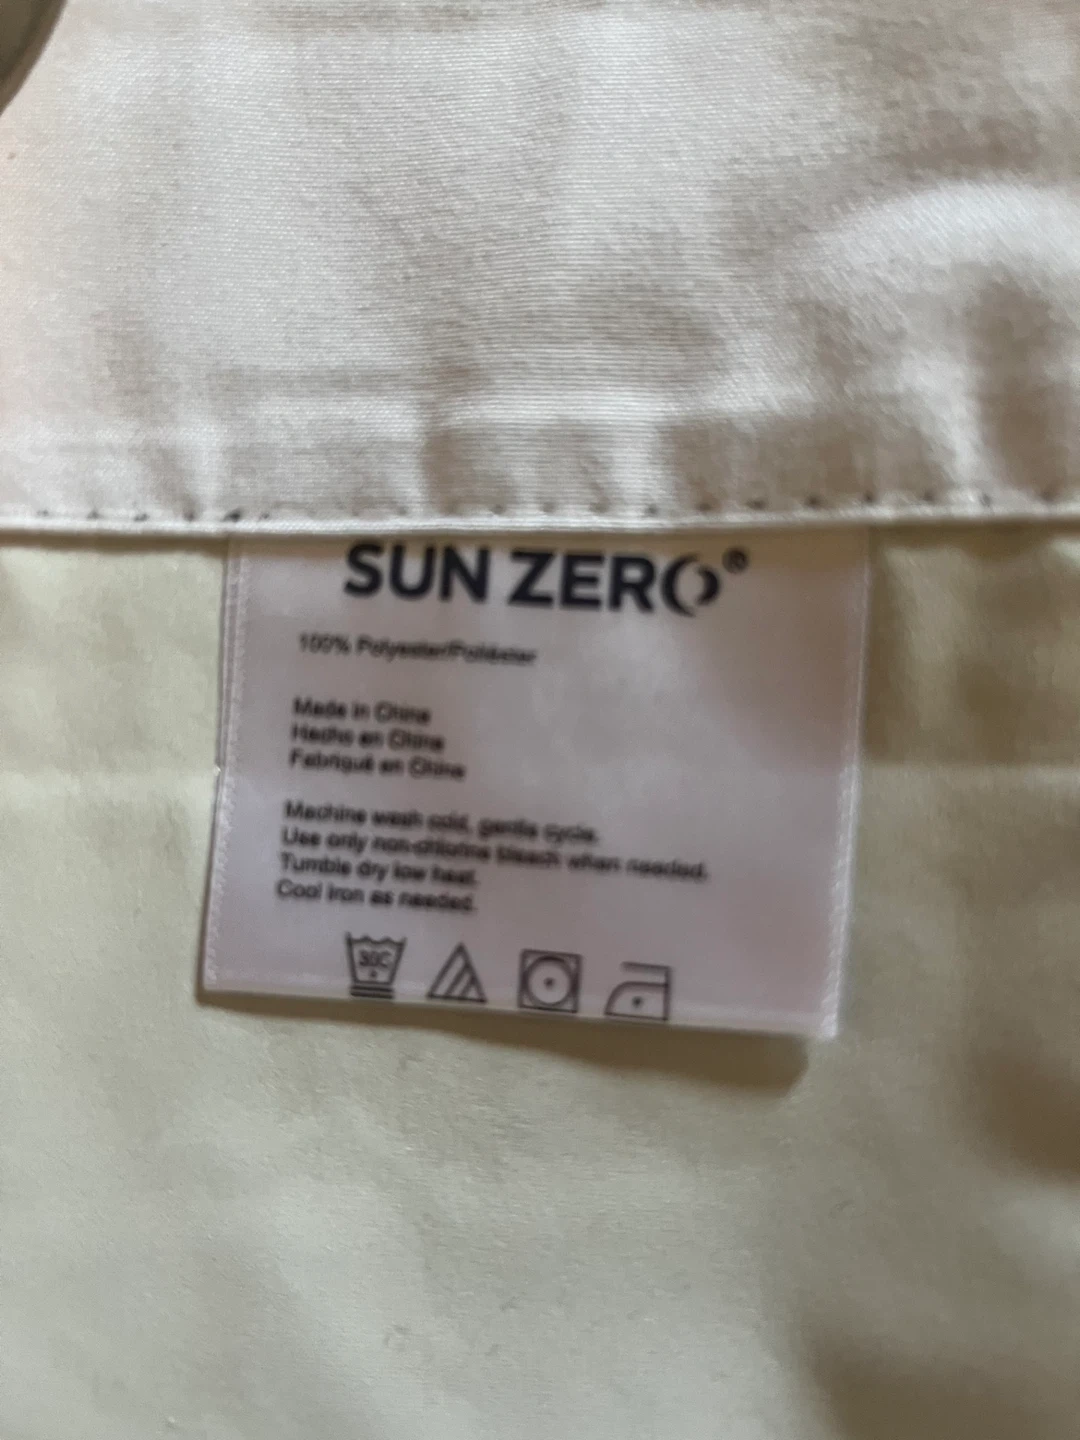 SUN ZERO®
100% Polyester/Poliéster
Made in China
Hecho en China
Fabriqué en China
Machine wash cold, gentle cycle.
Use only non-chlorine bleach when needed.
Tumble dry low heat.
Cool iron as needed.
30C